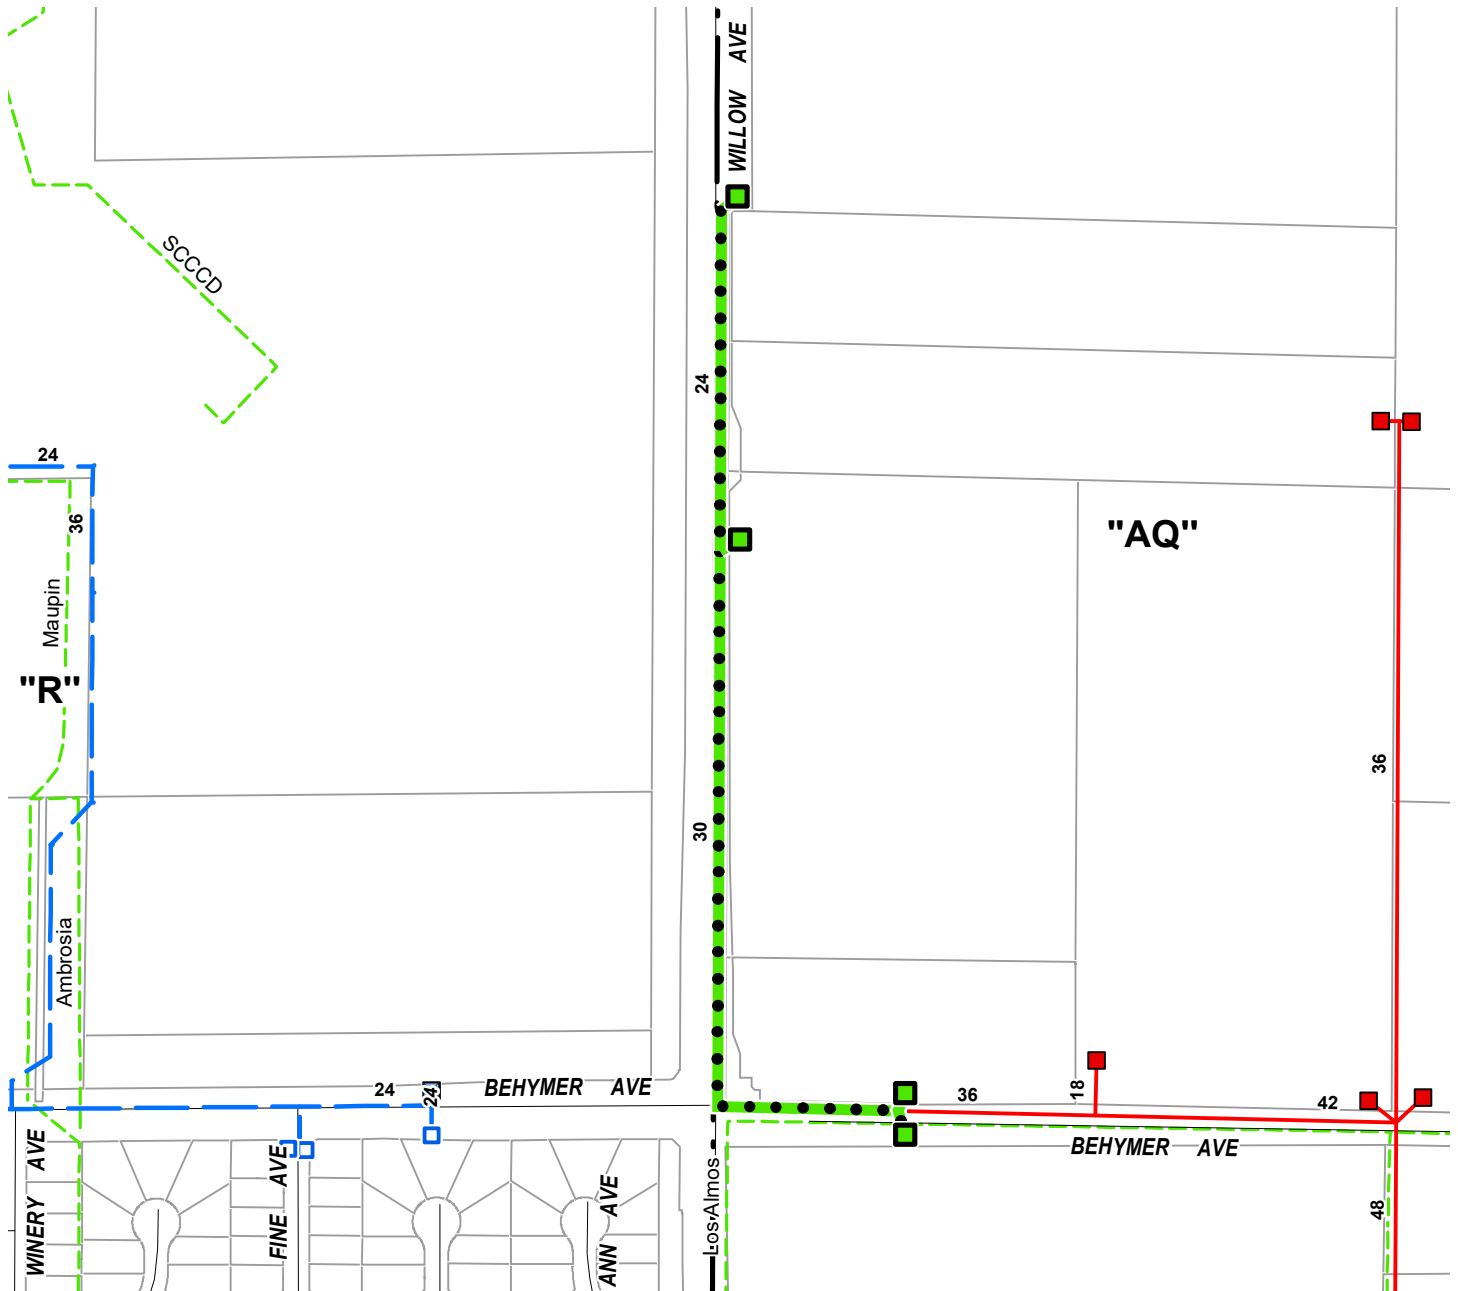 WILLOW AVE
SCCCD
24
24
36
"AQ"
Maupin
"R"
36
30
Ambrosia
24
24
BEHYMER AVE
36
18
42
BEHYMER AVE
WINERY AVE
FINE AVE
ANN AVE
Los Almos
48